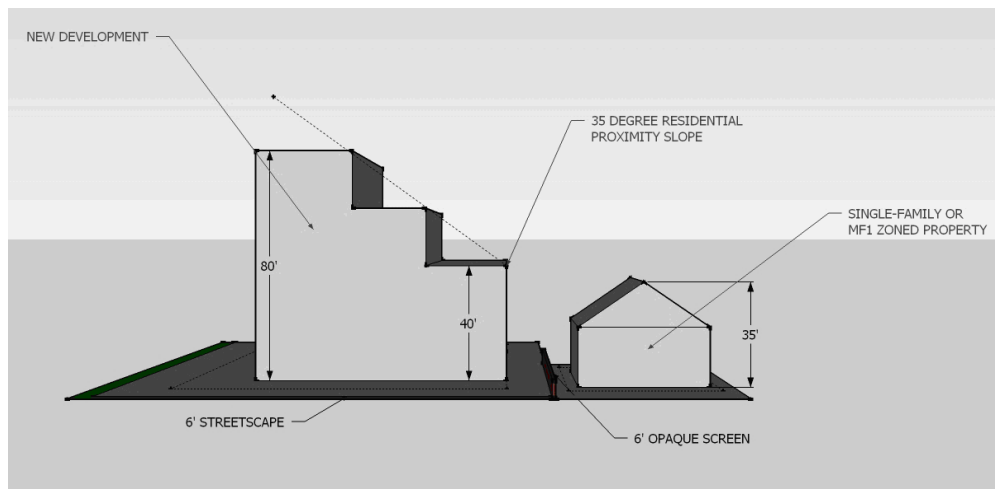 NEW DEVELOPMENT
35 DEGREE RESIDENTIAL
PROXIMITY SLOPE
SINGLE-FAMILY OR
MF1 ZONED PROPERTY
80'
40'
35'
6' STREETSCAPE
6' OPAQUE SCREEN